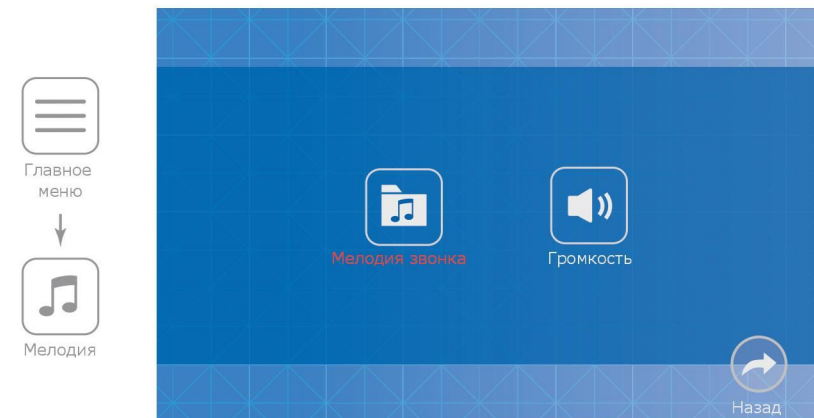 Главное
меню
Мелодия
Мелодия звонка
Громкость
Назад